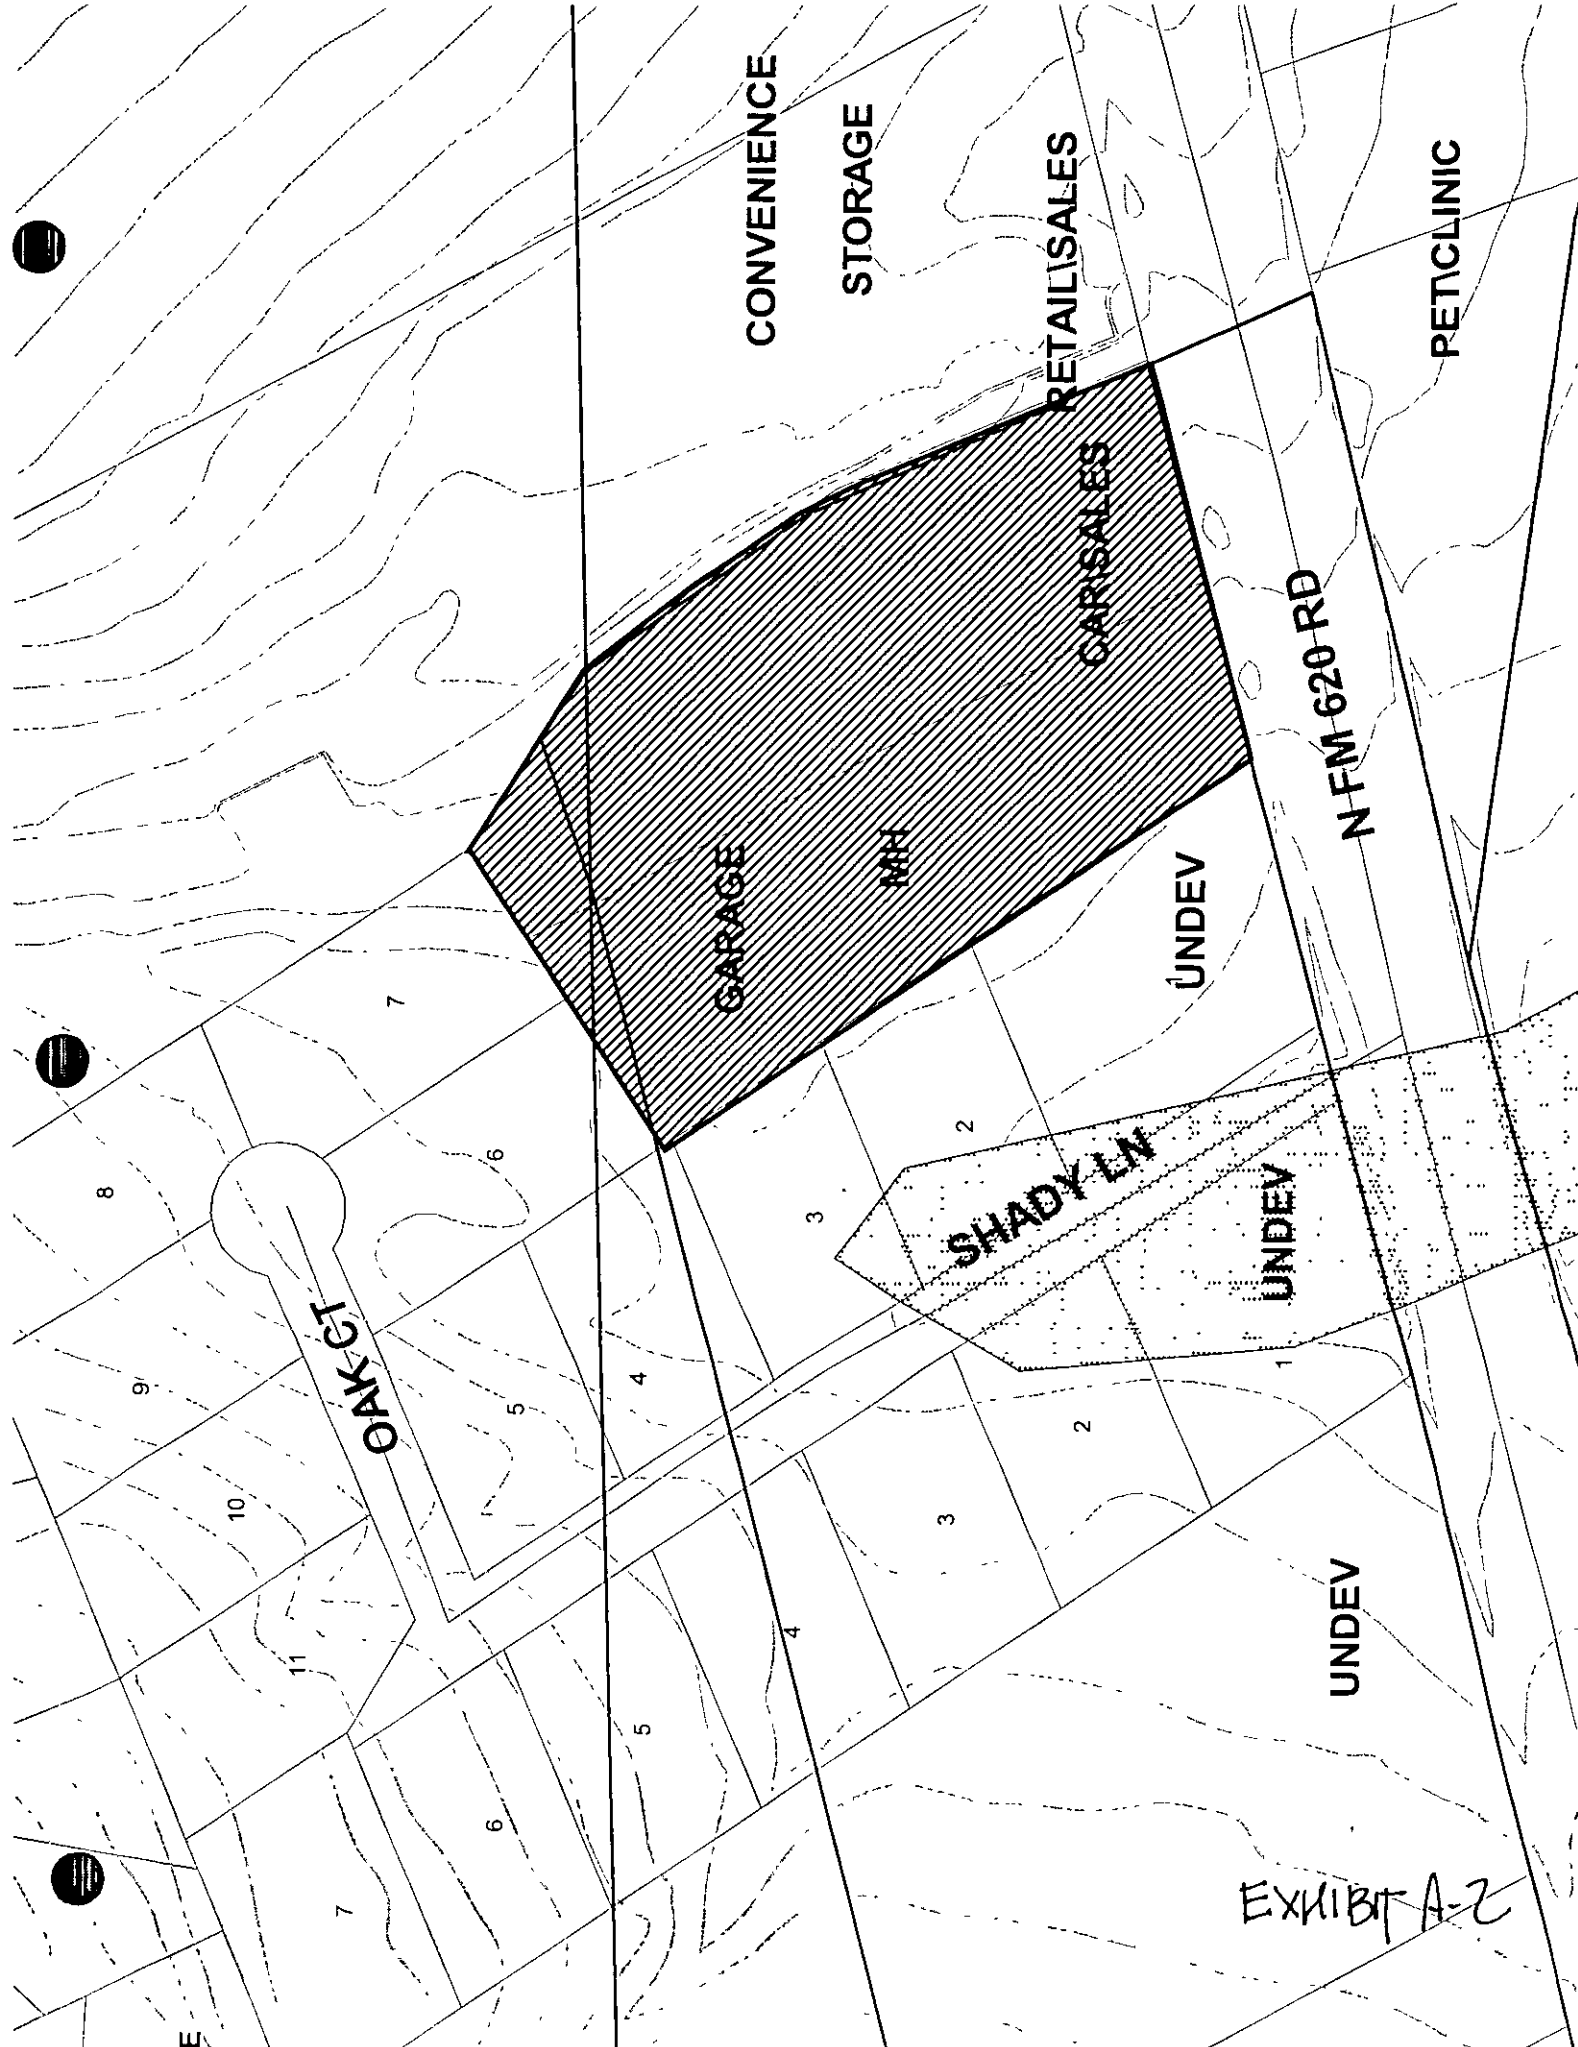 CONVENIENCE
STORAGE
RETAIL\SALES
PET\CLINIC
CAR\SALES
N FM 620 RD
GARAGE
MH
UNDEV
7
6
8
3
2
SHADY LN
UNDEV
OAK CT
9
5
4
1
2
10
3
11
4
5
UNDEV
6
7
E
EXHIBIT A-2